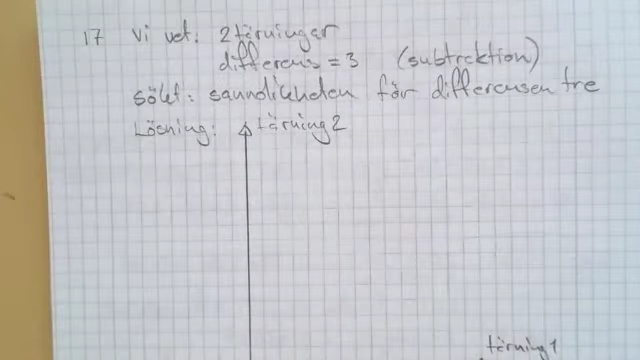 17 Vi vet: 2 tärningar
differens = 3 (subtraktion)
sökt: sannolikheten för differensen tre
Lösning: tärning 2
tärning 1